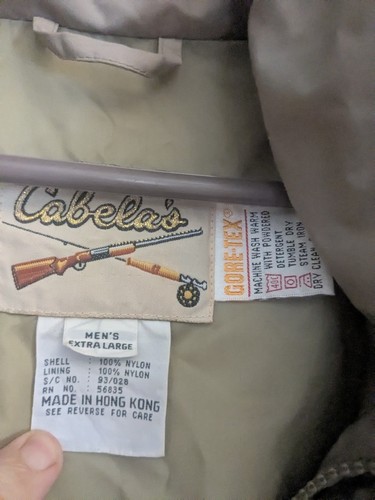 Cabela's
GORE-TEX®
MACHINE WASH WARM
WITH POWDERED
DETERGENT
TUMBLE DRY
STEAM IRON
DRY CLEAN
MEN'S
EXTRA LARGE
SHELL : 100% NYLON
LINING : 100% NYLON
S/C NO. : 93/028
RN NO. : 56835
MADE IN HONG KONG
SEE REVERSE FOR CARE